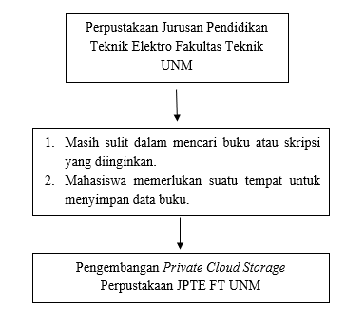 Perpustakaan Jurusan Pendidikan
Teknik Elektro Fakultas Teknik
UNM
1. Masih sulit dalam mencari buku atau skripsi
yang diinginkan.
2. Mahasiswa memerlukan suatu tempat untuk
menyimpan data buku.
Pengembangan Private Cloud Storage
Perpustakaan JPTE FT UNM